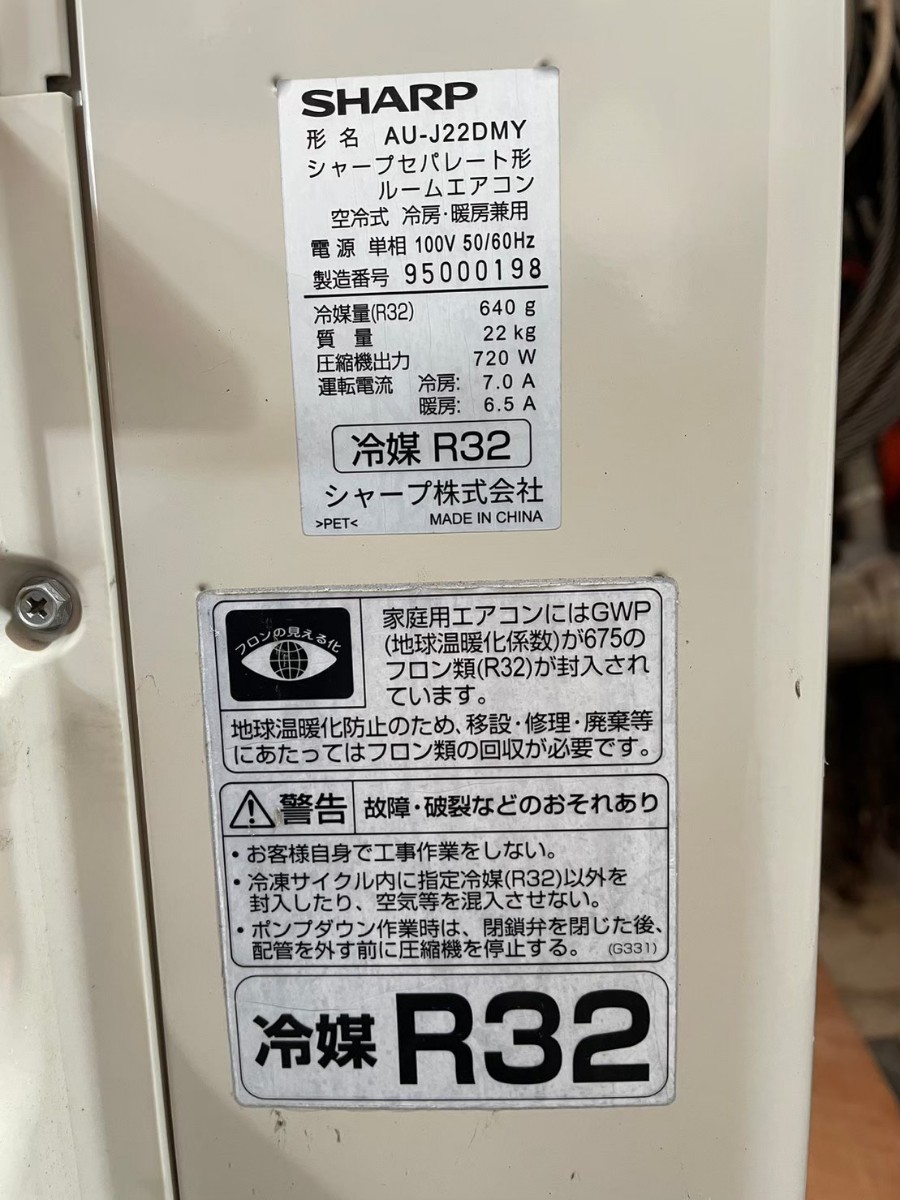 SHARP
形 名 AU-J22DMY
シャープセパレート形
ルームエアコン
空冷式 冷房・暖房兼用
電 源 単相 100V 50/60Hz
製造番号 95000198
冷媒量(R32) 640 g
質 量 22 kg
圧縮機出力 720 W
運転電流 冷房: 7.0 A
暖房: 6.5 A
冷媒 R32
シャープ株式会社
>PET< MADE IN CHINA
フロンの見える化
家庭用エアコンにはGWP
(地球温暖化係数)が675の
フロン類(R32)が封入され
ています。
地球温暖化防止のため、移設・修理・廃棄等
にあたってはフロン類の回収が必要です。
警告 故障・破裂などのおそれあり
・お客様自身で工事作業をしない。
・冷凍サイクル内に指定冷媒(R32)以外を
封入したり、空気等を混入させない。
・ポンプダウン作業時は、閉鎖弁を閉じた後、
配管を外す前に圧縮機を停止する。 (G331)
冷媒 R32